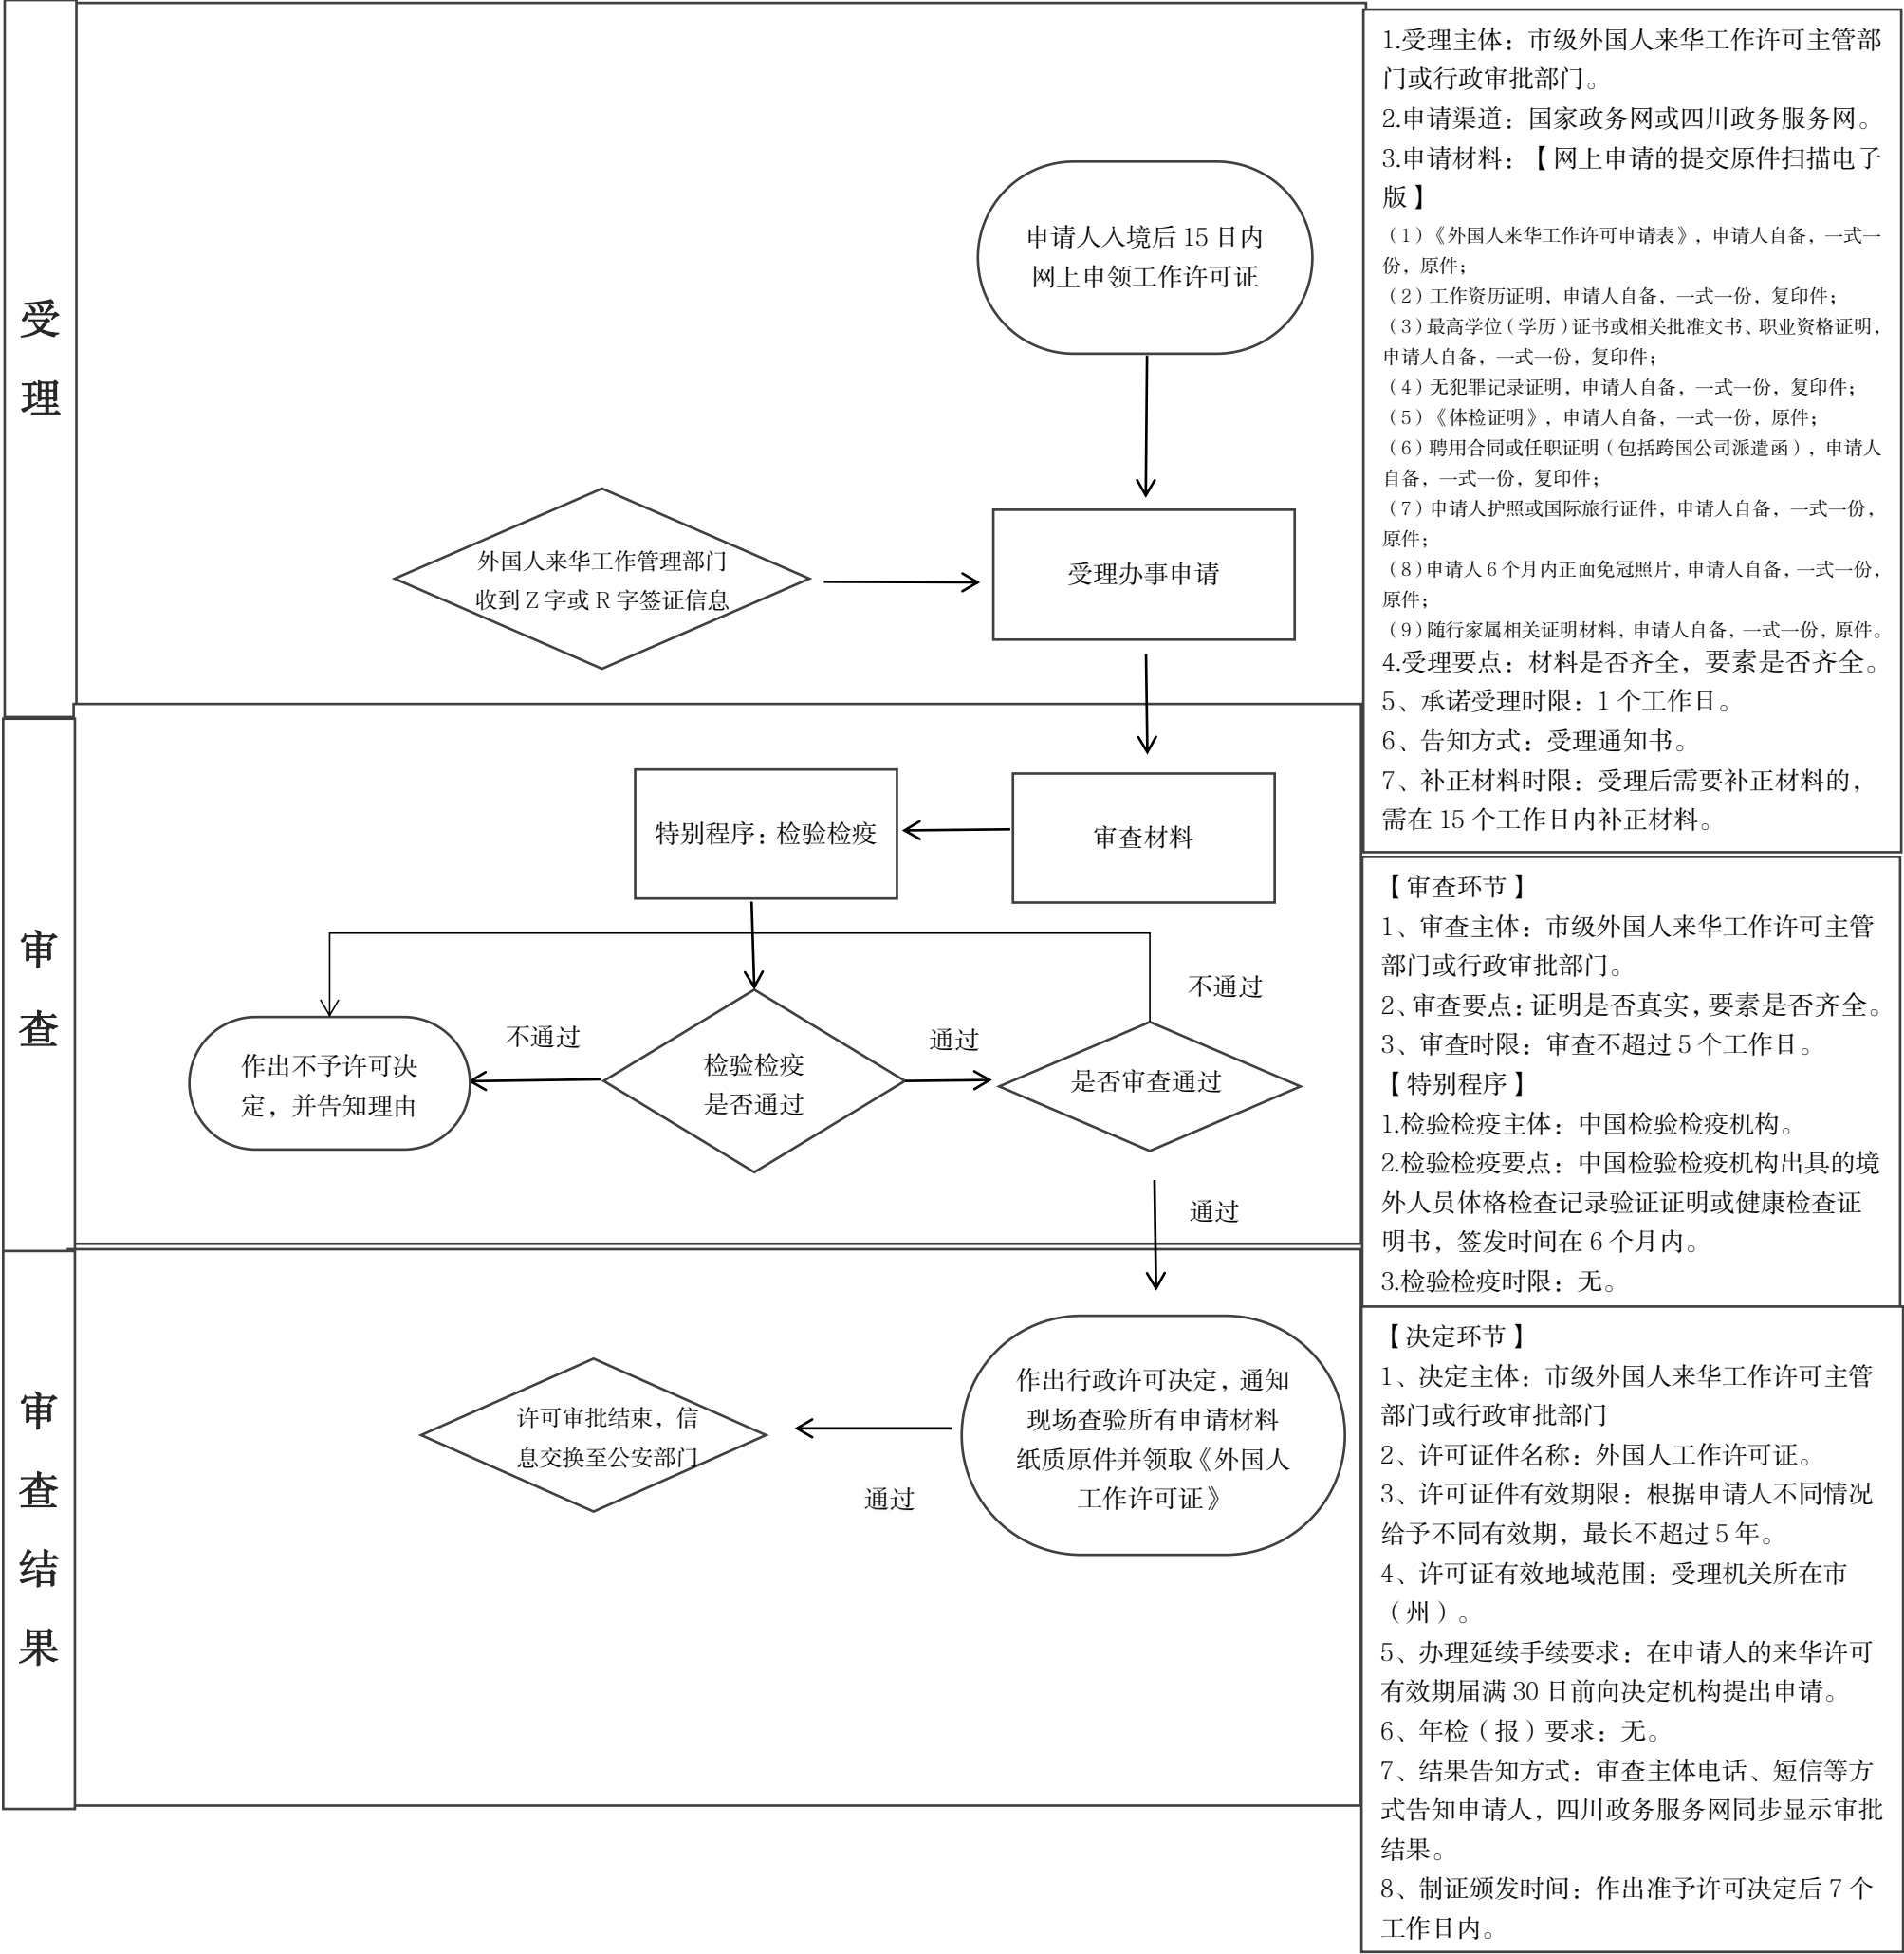 受
理
申请人入境后 15 日内
网上申领工作许可证
外国人来华工作管理部门
收到 Z 字或 R 字签证信息
受理办事申请
1.受理主体：市级外国人来华工作许可主管部
门或行政审批部门。
2.申请渠道：国家政务网或四川政务服务网。
3.申请材料：【网上申请的提交原件扫描电子
版】
（1）《外国人来华工作许可申请表》，申请人自备，一式一
份，原件；
（2）工作资历证明，申请人自备，一式一份，复印件；
（3）最高学位（学历）证书或相关批准文书、职业资格证明，
申请人自备，一式一份，复印件；
（4）无犯罪记录证明，申请人自备，一式一份，复印件；
（5）《体检证明》，申请人自备，一式一份，原件；
（6）聘用合同或任职证明（包括跨国公司派遣函），申请人
自备，一式一份，复印件；
（7）申请人护照或国际旅行证件，申请人自备，一式一份，
原件；
（8）申请人 6 个月内正面免冠照片，申请人自备，一式一份，
原件；
（9）随行家属相关证明材料，申请人自备，一式一份，原件。
4.受理要点：材料是否齐全，要素是否齐全。
5、承诺受理时限：1 个工作日。
6、告知方式：受理通知书。
7、补正材料时限：受理后需要补正材料的，
需在 15 个工作日内补正材料。
审
查
特别程序：检验检疫
审查材料
不通过
不通过
通过
作出不予许可决
定，并告知理由
检验检疫
是否通过
是否审查通过
通过
【审查环节】
1、审查主体：市级外国人来华工作许可主管
部门或行政审批部门。
2、审查要点：证明是否真实，要素是否齐全。
3、审查时限：审查不超过 5 个工作日。
【特别程序】
1.检验检疫主体：中国检验检疫机构。
2.检验检疫要点：中国检验检疫机构出具的境
外人员体格检查记录验证证明或健康检查证
明书，签发时间在 6 个月内。
3.检验检疫时限：无。
审
查
结
果
作出行政许可决定，通知
现场查验所有申请材料
纸质原件并领取《外国人
工作许可证》
许可审批结束，信
息交换至公安部门
通过
【决定环节】
1、决定主体：市级外国人来华工作许可主管
部门或行政审批部门
2、许可证件名称：外国人工作许可证。
3、许可证件有效期限：根据申请人不同情况
给予不同有效期，最长不超过 5 年。
4、许可证有效地域范围：受理机关所在市
（州）。
5、办理延续手续要求：在申请人的来华许可
有效期届满 30 日前向决定机构提出申请。
6、年检（报）要求：无。
7、结果告知方式：审查主体电话、短信等方
式告知申请人，四川政务服务网同步显示审批
结果。
8、制证颁发时间：作出准予许可决定后 7 个
工作日内。